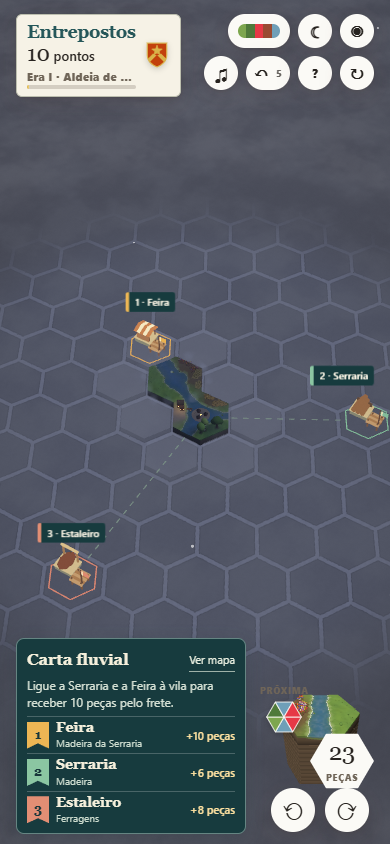 Entrepostos
10 pontos
Era I · Aldeia de ...
5
?
1 · Feira
2 · Serraria
3 · Estaleiro
Carta fluvial
Ver mapa
Ligue a Serraria e a Feira à vila para
receber 10 peças pelo frete.
1
Feira
Madeira da Serraria
+10 peças
2
Serraria
Madeira
+6 peças
3
Estaleiro
Ferragens
+8 peças
PRÓXIMA
23
PEÇAS